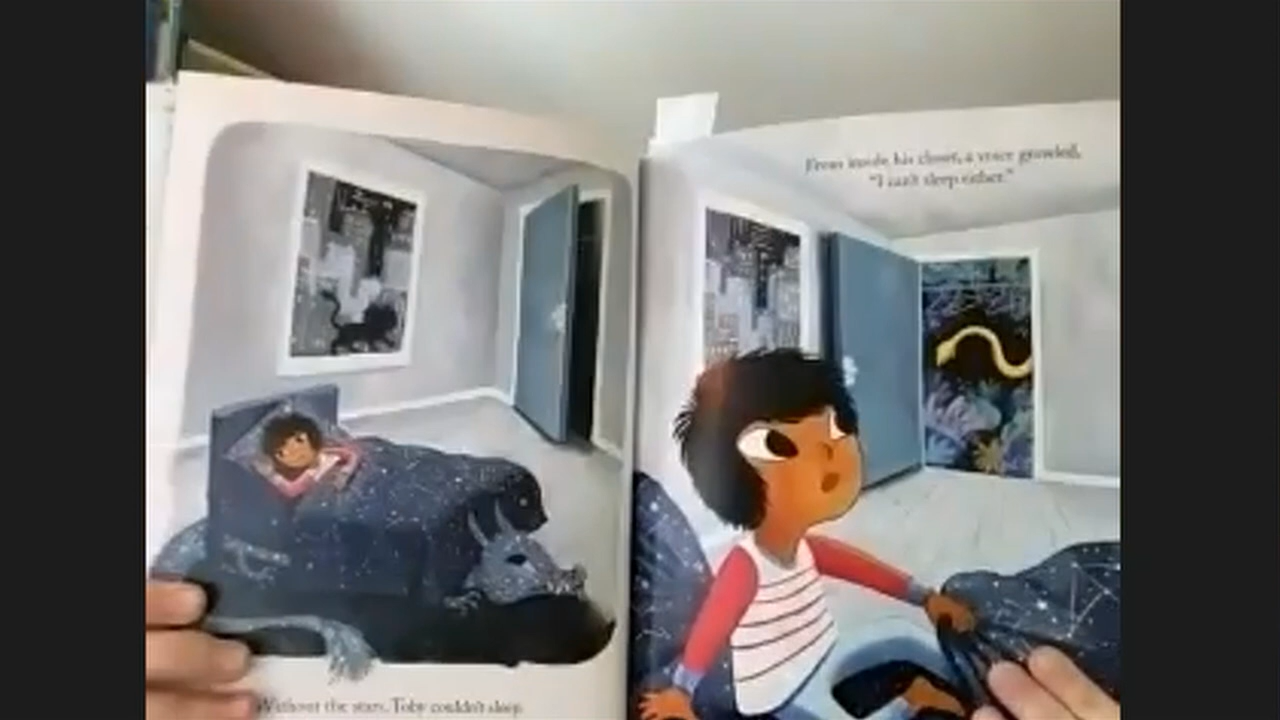 Without the stars, Toby couldn't sleep.
From inside his closet, a voice growled,
"I can't sleep either."